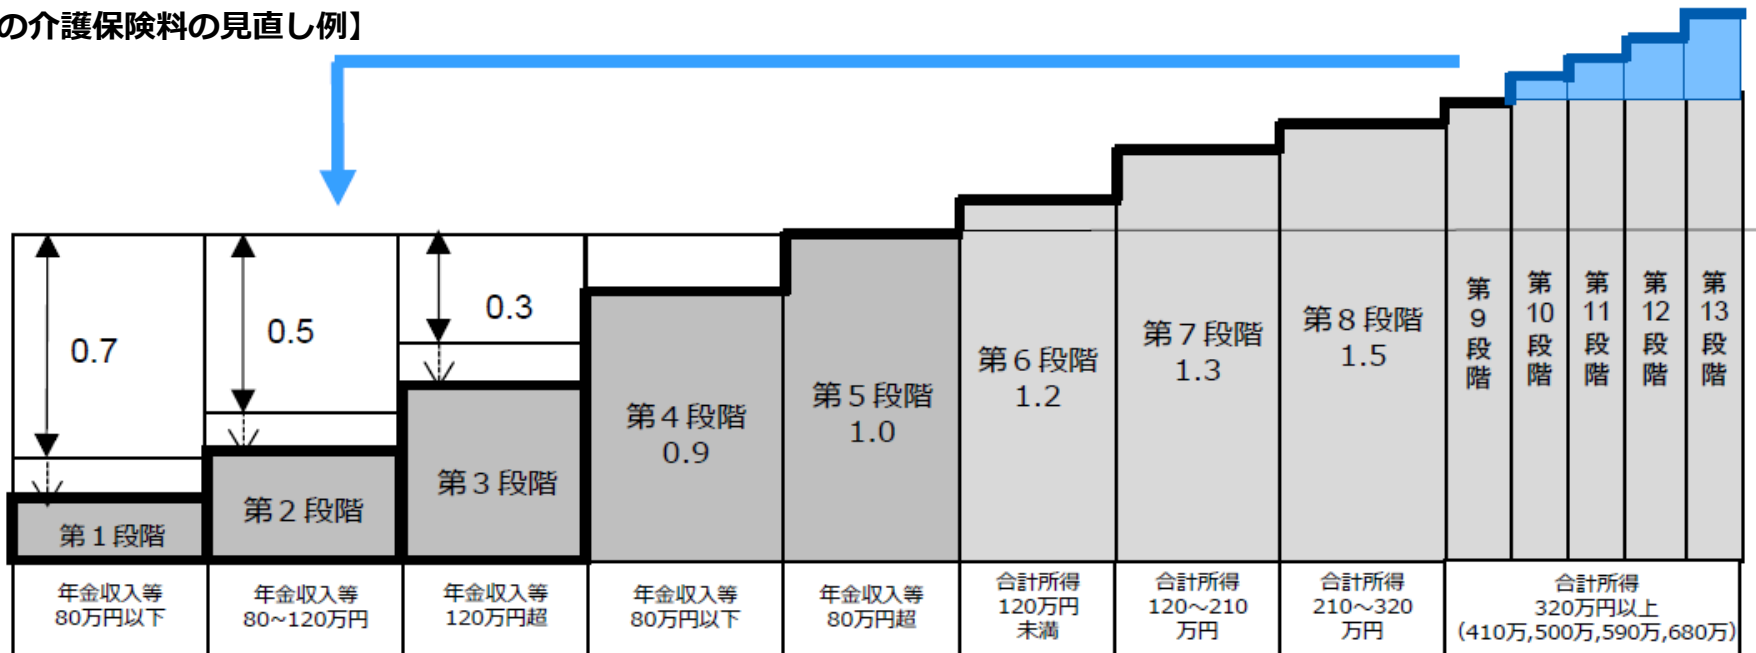 の介護保険料の見直し例】
0.7
0.5
0.3
第１段階
第２段階
第３段階
第４段階
0.9
第５段階
1.0
第６段階
1.2
第７段階
1.3
第８段階
1.5
第9段階
第10段階
第11段階
第12段階
第13段階
年金収入等
80万円以下
年金収入等
80~120万円
年金収入等
120万円超
年金収入等
80万円以下
年金収入等
80万円超
合計所得
120万円
未満
合計所得
120～210
万円
合計所得
210～320
万円
合計所得
320万円以上
（410万,500万,590万,680万）